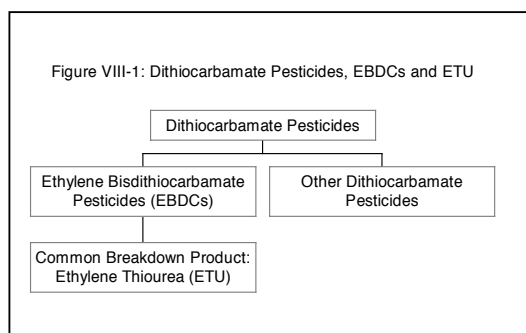 Figure VIII-1: Dithiocarbamate Pesticides, EBDCs and ETU
Dithiocarbamate Pesticides
Ethylene Bisdithiocarbamate
Pesticides (EBDCs)
Other Dithiocarbamate
Pesticides
Common Breakdown Product:
Ethylene Thiourea (ETU)